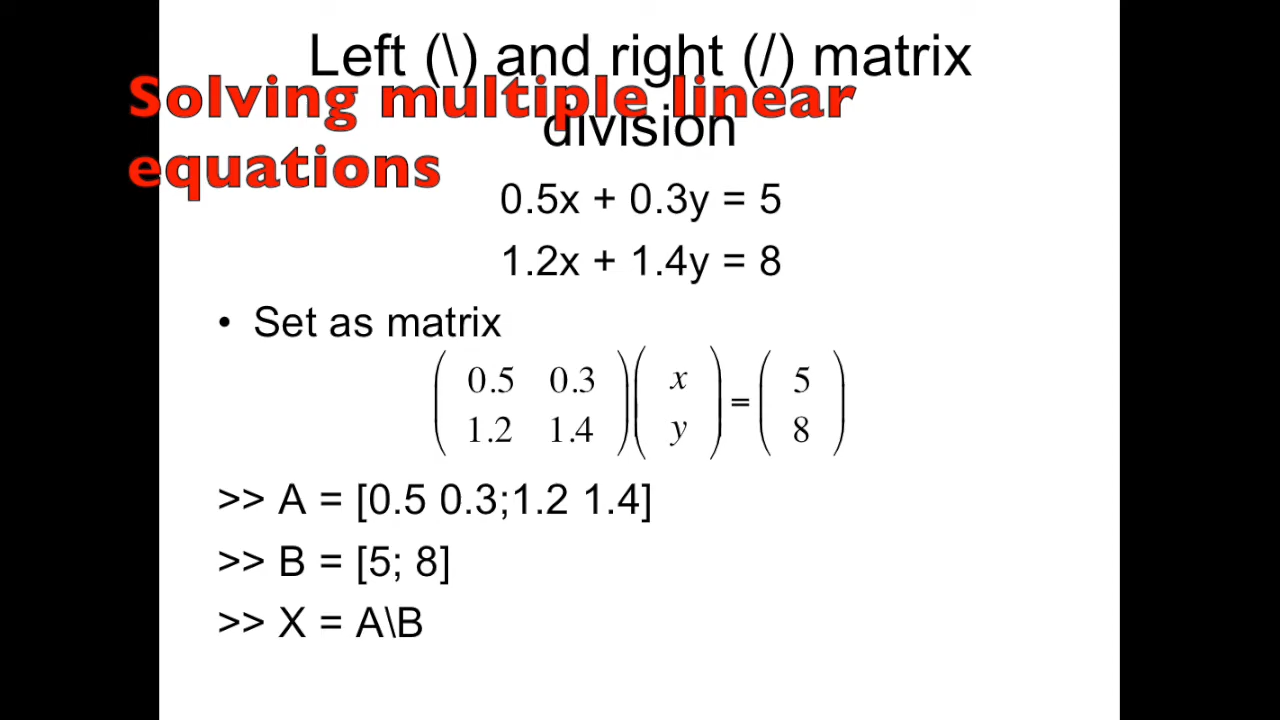 Left (\) and right (/) matrix
division
Solving multiple linear
equations
0.5x + 0.3y = 5
1.2x + 1.4y = 8
• Set as matrix
( 0.5 0.3 ) ( x ) = ( 5 )
( 1.2 1.4 ) ( y ) ( 8 )
>> A = [0.5 0.3;1.2 1.4]
>> B = [5; 8]
>> X = A\B